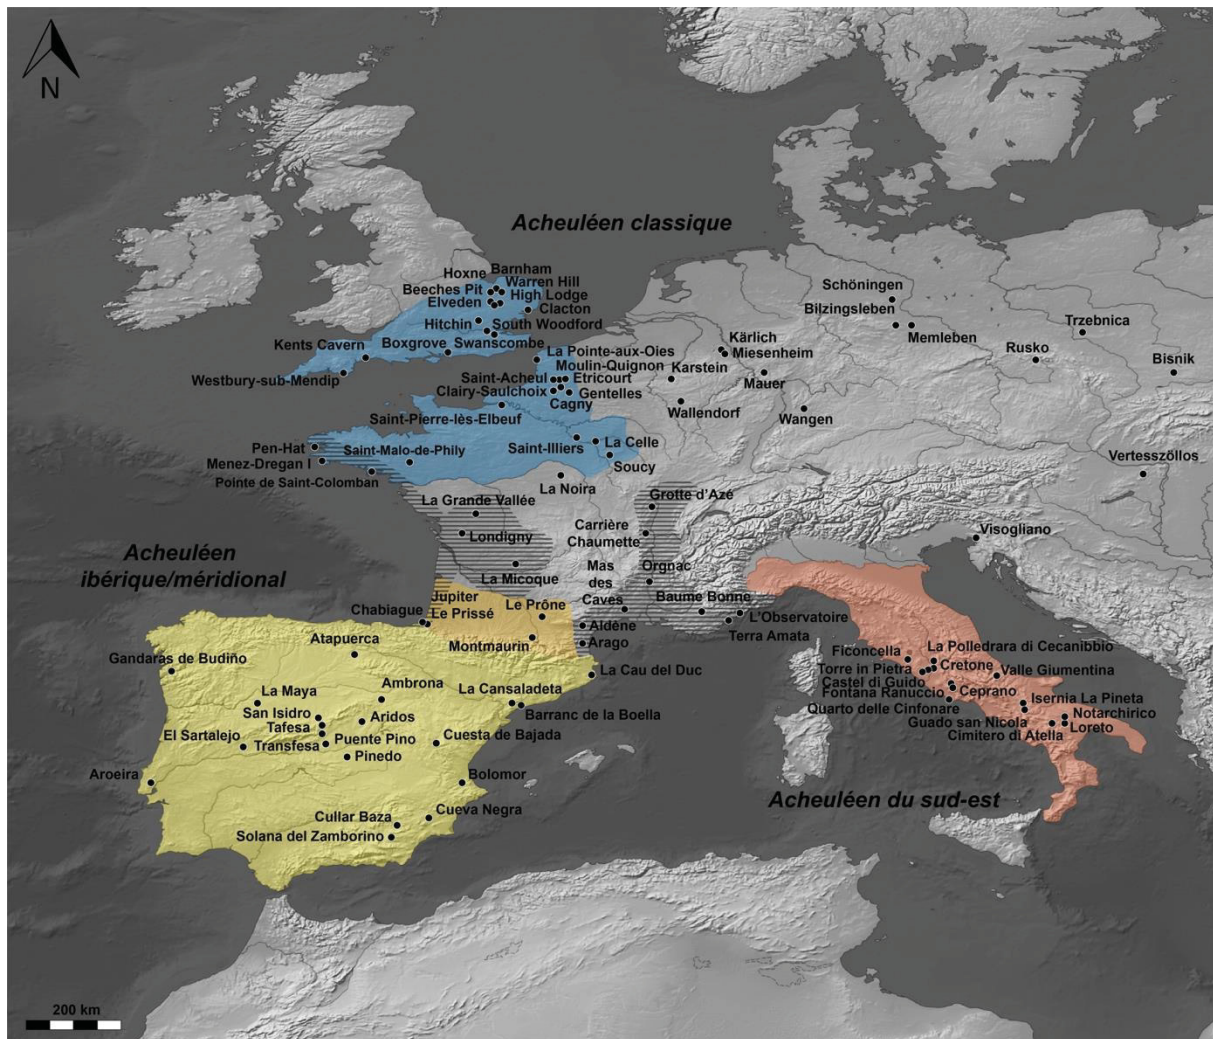 N
Acheuléen classique
Hoxne
Barnham
Beeches Pit
Warren Hill
Elveden
High Lodge
Clacton
Hitchin
South Woodford
Kents Cavern
Boxgrove
Swanscombe
Westbury-sub-Mendip
La Pointe-aux-Oies
Moulin-Quignon
Saint-Acheul
Etricourt
Clairy-Saulchoix
Gentelles
Cagny
Saint-Pierre-lès-Elbeuf
Pen-Hat
Saint-Malo-de-Phily
Saint-Illiers
La Celle
Menez-Dregan I
Soucy
Pointe de Saint-Colomban
La Noira
Schöningen
Bilzingsleben
Memleben
Kärlich
Miesenheim
Karstein
Mauer
Wallendorf
Wangen
Trzebnica
Rusko
Bisnik
Vertesszöllos
Visogliano
La Grande Vallée
Grotte d'Azé
Londigny
Carrière
Chaumette
La Micoque
Mas
des
Caves
Orgnac
Baume Bonne
L'Observatoire
Terra Amata
Aldène
Arago
Acheuléen
ibérique/méridional
Chabiague
Jupiter
Le Prissé
Le Prône
Montmaurin
Atapuerca
Gandaras de Budiño
La Cau del Duc
La Maya
Ambrona
La Cansaladeta
San Isidro
Aridos
Barranc de la Boella
Tafesa
El Sartalejo
Transfesa
Puente Pino
Cuesta de Bajada
Pinedo
Aroeira
Bolomor
Cullar Baza
Cueva Negra
Solana del Zamborino
Ficoncella
La Polledrara di Cecanibbio
Torre in Pietra
Cretone
Valle Giumentina
Castel di Guido
Fontana Ranuccio
Ceprano
Isernia La Pineta
Quarto delle Cinfonare
Notarchirico
Guado san Nicola
Loreto
Cimitero di Atella
Acheuléen du sud-est
200 km